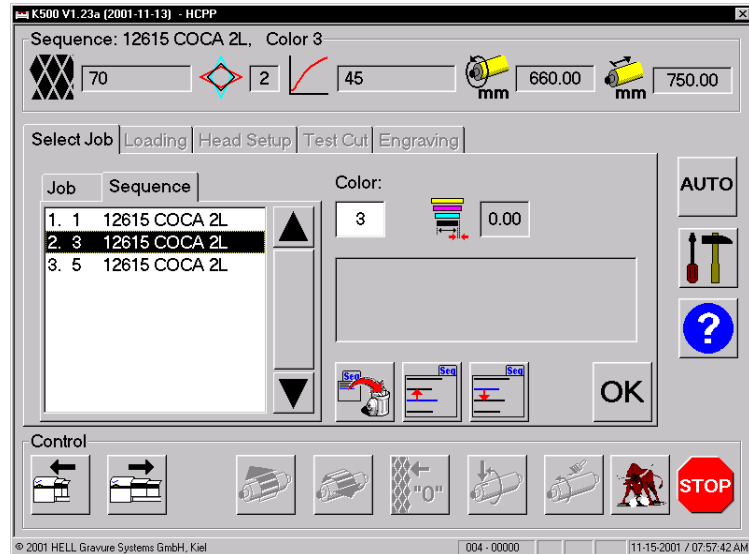 K500 V1.23a (2001-11-13) - HCPP
Sequence: 12615 COCA 2L, Color 3
70 2 45 mm 660.00 mm 750.00
Select Job Loading Head Setup Test Cut Engraving
Job Sequence
Color:
AUTO
1. 1 12615 COCA 2L
2. 3 12615 COCA 2L
3. 5 12615 COCA 2L
3 0.00
?
Seq Seq Seq
OK
Control
"0"
STOP
© 2001 HELL Gravure Systems GmbH, Kiel
004 - 00000
11-15-2001 / 07:57:42 AM